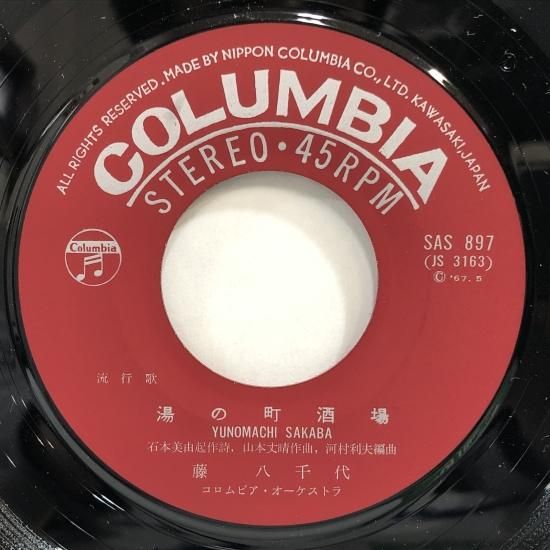 ALL RIGHTS RESERVED. MADE BY NIPPON COLUMBIA CO., LTD. KAWASAKI, JAPAN
COLUMBIA
STEREO・45RPM
Columbia
SAS 897
(JS 3163)
Ⓒ '67. 5
流行歌
湯の町酒場
YUNOMACHI SAKABA
石本美由起作詩, 山本丈晴作曲, 河村利夫編曲
藤 八千代
コロムビア・オーケストラ